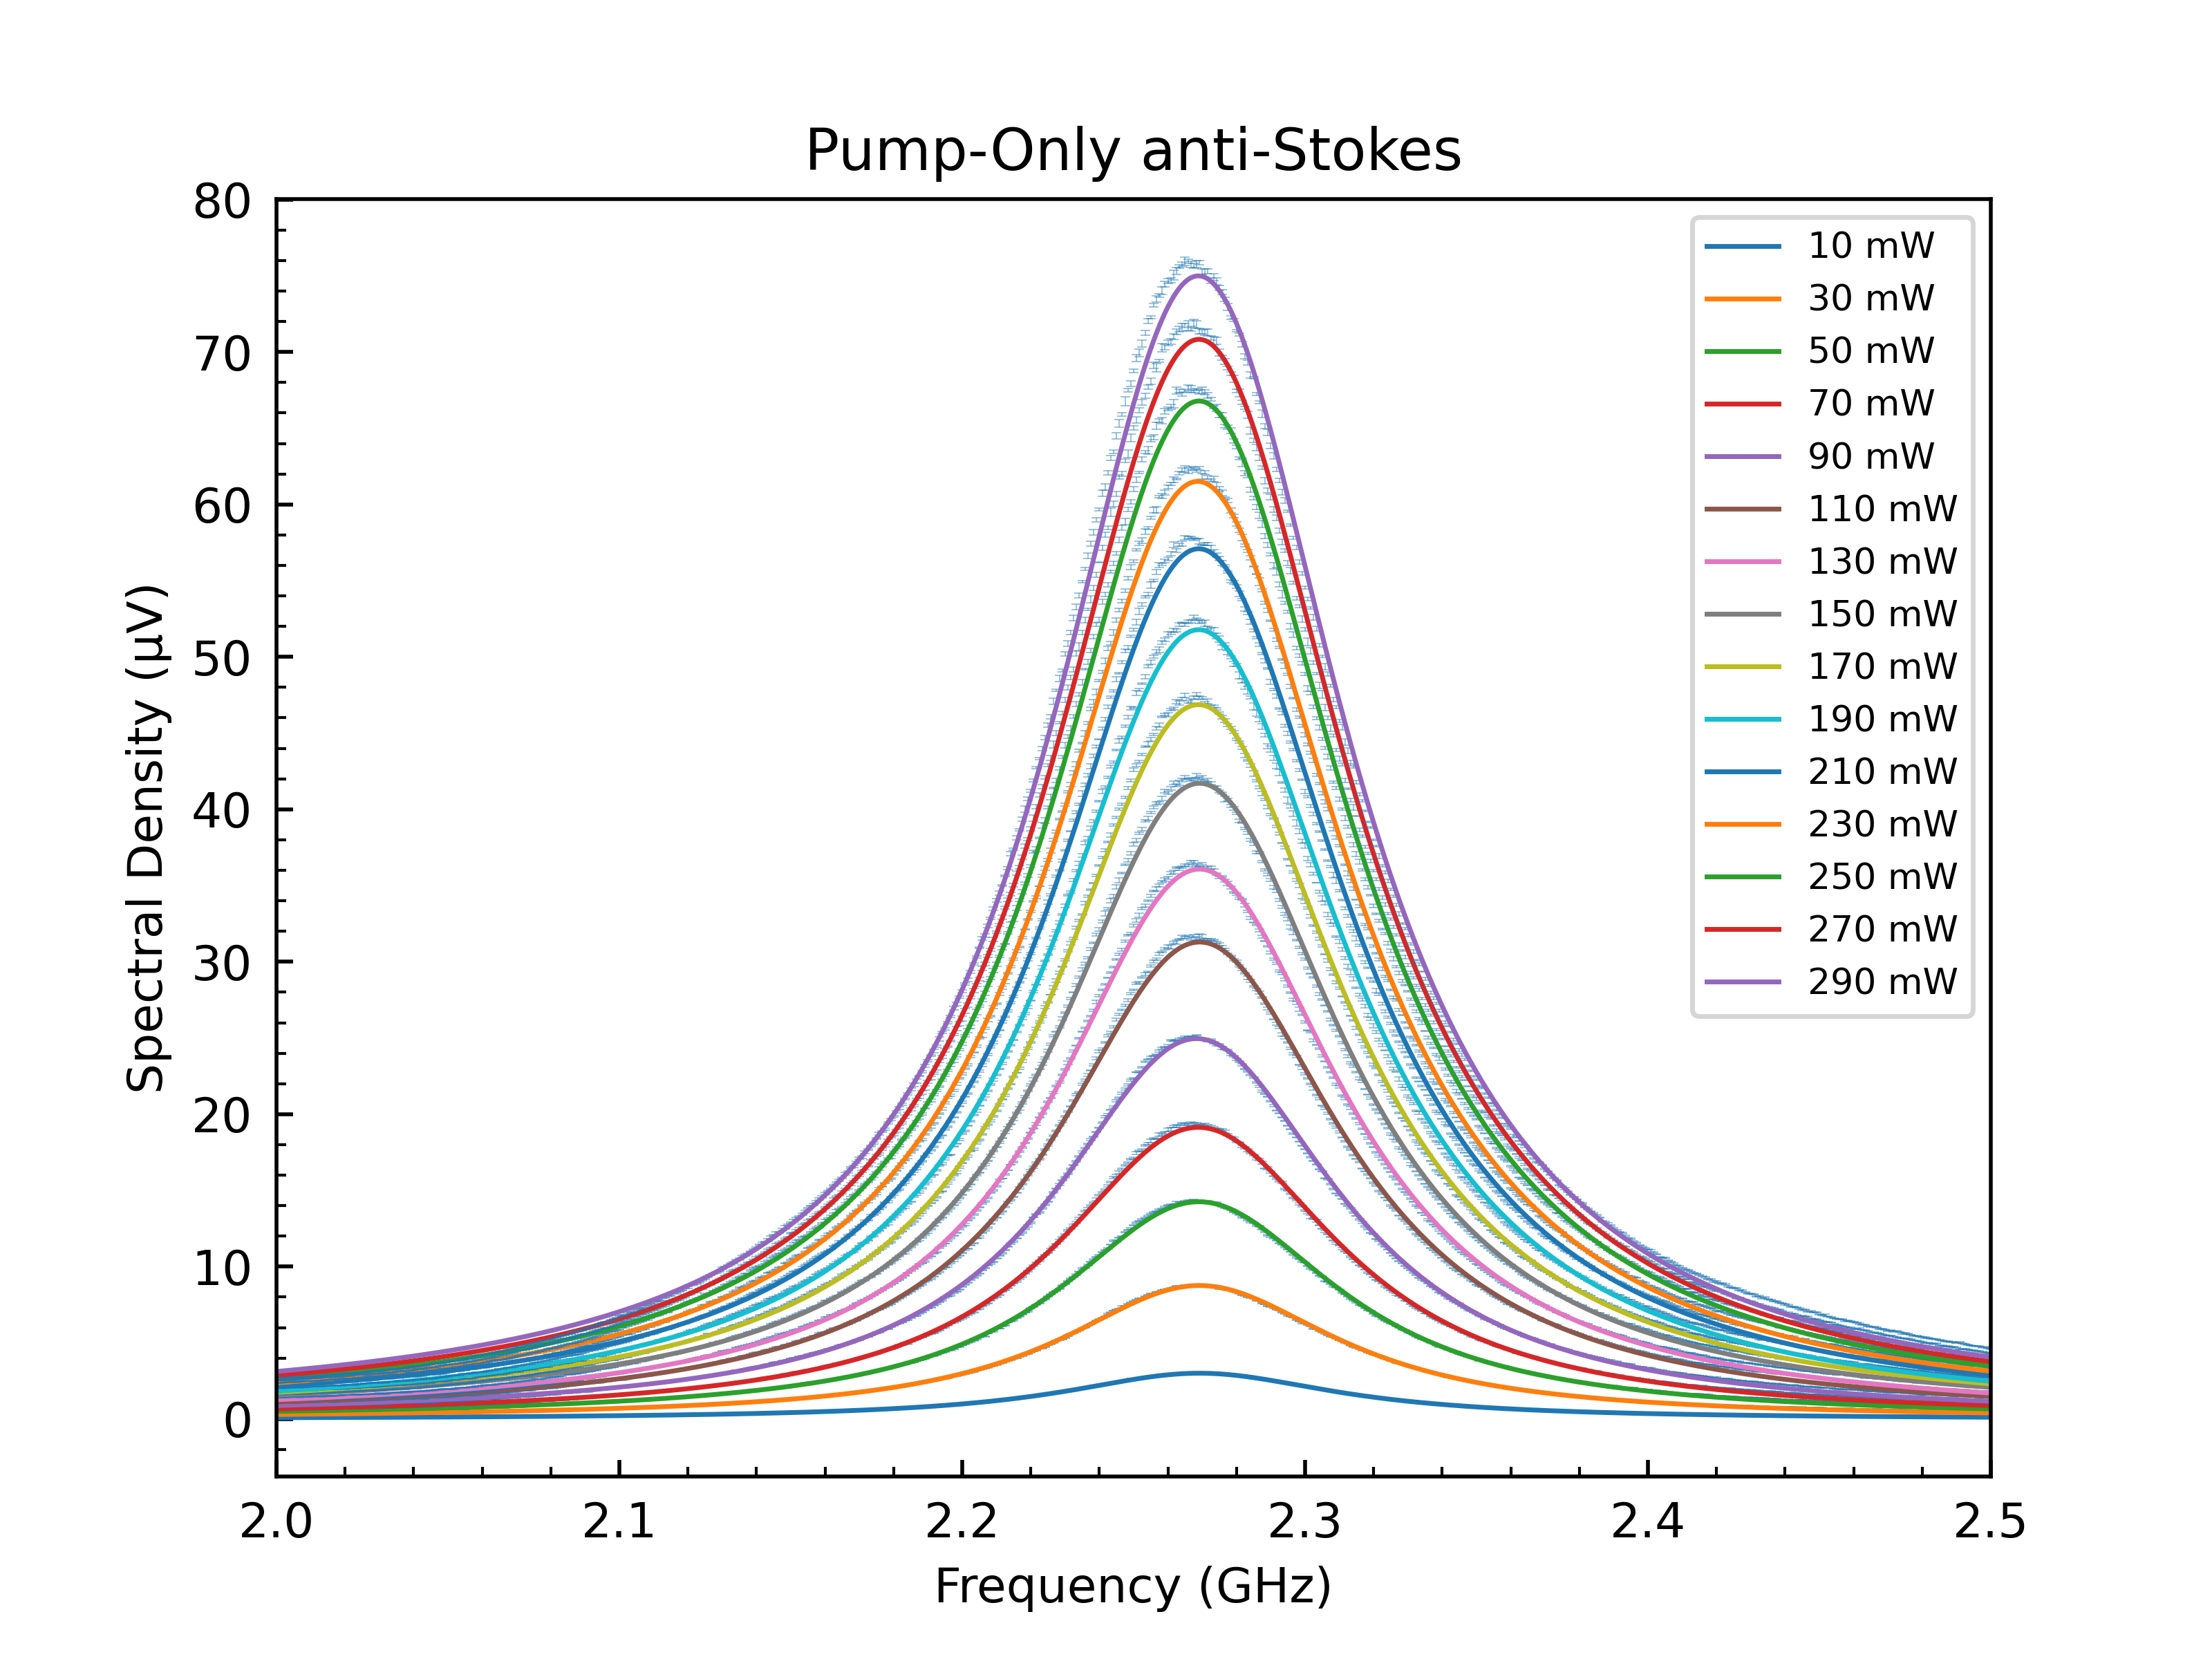 Pump-Only anti-Stokes
Spectral Density (µV)
80
70
60
50
40
30
20
10
0
2.0 2.1 2.2 2.3 2.4 2.5
Frequency (GHz)
10 mW
30 mW
50 mW
70 mW
90 mW
110 mW
130 mW
150 mW
170 mW
190 mW
210 mW
230 mW
250 mW
270 mW
290 mW